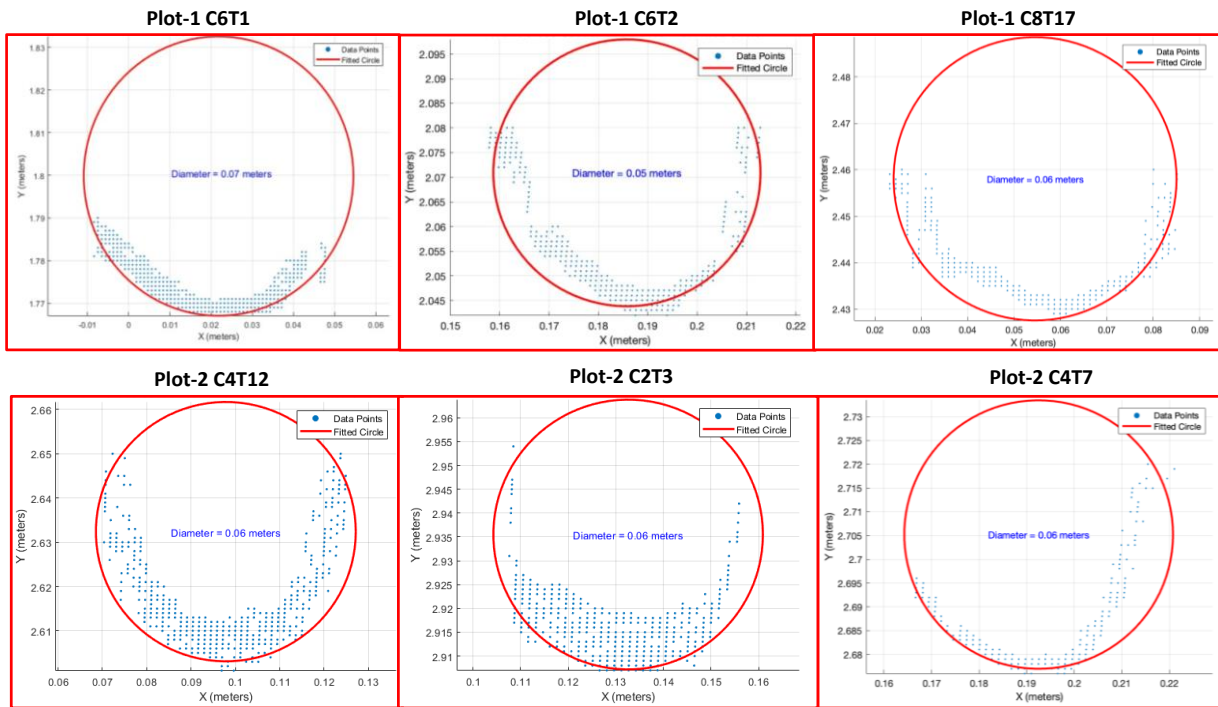 Plot-1 C6T1
1.83
1.82
1.81
1.8
1.79
1.78
1.77
Y (meters)
-0.01 0 0.01 0.02 0.03 0.04 0.05 0.06
X (meters)
Data Points
Fitted Circle
Diameter = 0.07 meters
Plot-1 C6T2
2.095
2.09
2.085
2.08
2.075
2.07
2.065
2.06
2.055
2.05
2.045
Y (meters)
0.15 0.16 0.17 0.18 0.19 0.2 0.21 0.22
X (meters)
Data Points
Fitted Circle
Diameter = 0.05 meters
Plot-1 C8T17
2.48
2.47
2.46
2.45
2.44
2.43
Y (meters)
0.02 0.03 0.04 0.05 0.06 0.07 0.08 0.09
X (meters)
Data Points
Fitted Circle
Diameter = 0.06 meters
Plot-2 C4T12
2.66
2.65
2.64
2.63
2.62
2.61
Y (meters)
0.06 0.07 0.08 0.09 0.1 0.11 0.12 0.13
X (meters)
Data Points
Fitted Circle
Diameter = 0.06 meters
Plot-2 C2T3
2.96
2.955
2.95
2.945
2.94
2.935
2.93
2.925
2.92
2.915
2.91
Y (meters)
0.1 0.11 0.12 0.13 0.14 0.15 0.16
X (meters)
Data Points
Fitted Circle
Diameter = 0.06 meters
Plot-2 C4T7
2.73
2.725
2.72
2.715
2.71
2.705
2.70
2.695
2.69
2.685
2.68
Y (meters)
0.16 0.17 0.18 0.19 0.2 0.21 0.22
X (meters)
Data Points
Fitted Circle
Diameter = 0.06 meters